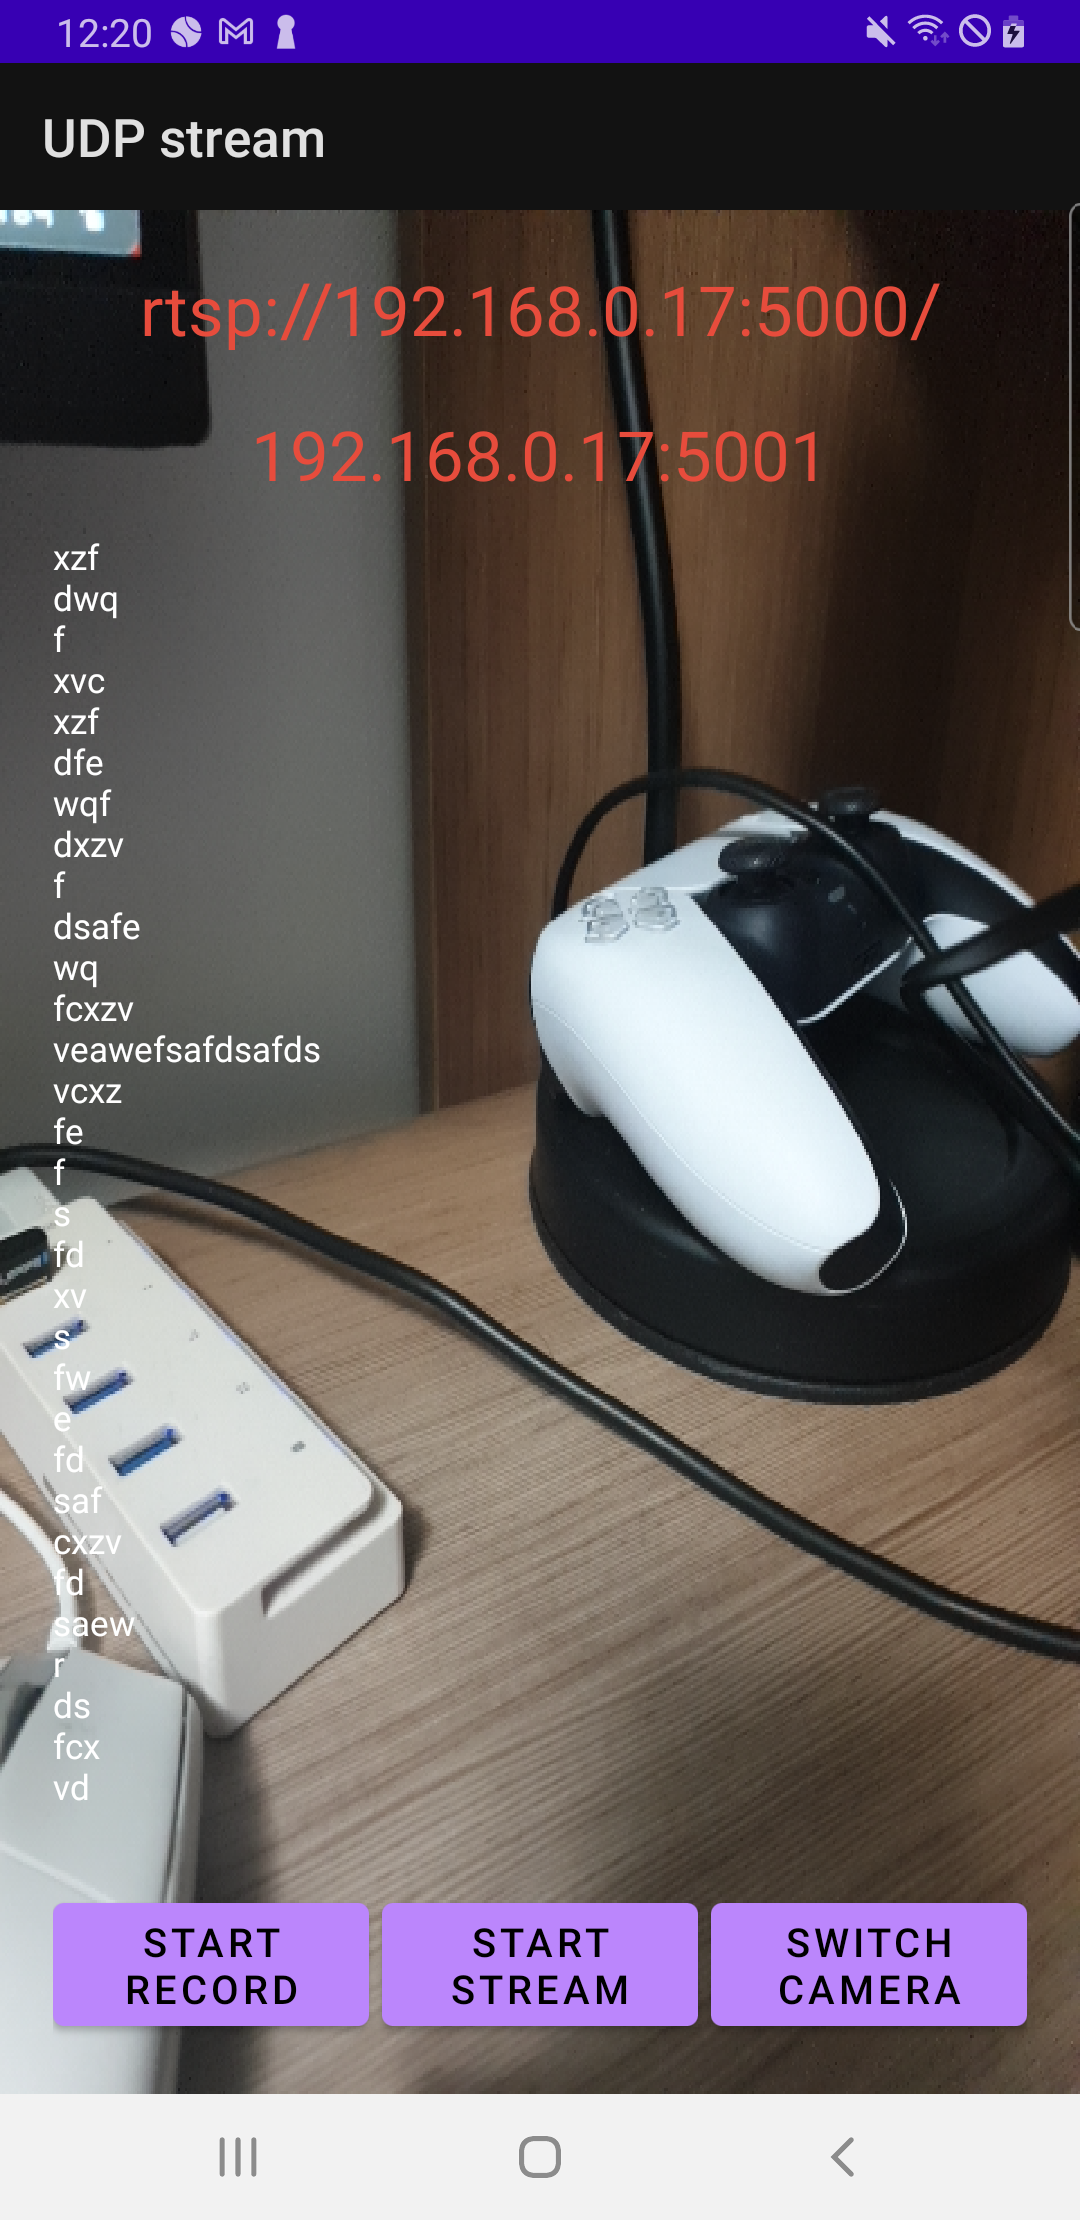 12:20
UDP stream
rtsp://192.168.0.17:5000/
192.168.0.17:5001
xzf
dwq
f
xvc
xzf
dfe
wqf
dxzv
f
dsafe
wq
fcxzv
veawefsafdsafds
vcxz
fe
f
s
fd
xv
s
fw
e
fd
saf
cxzv
fd
saew
r
ds
fcx
vd
START
RECORD
START
STREAM
SWITCH
CAMERA